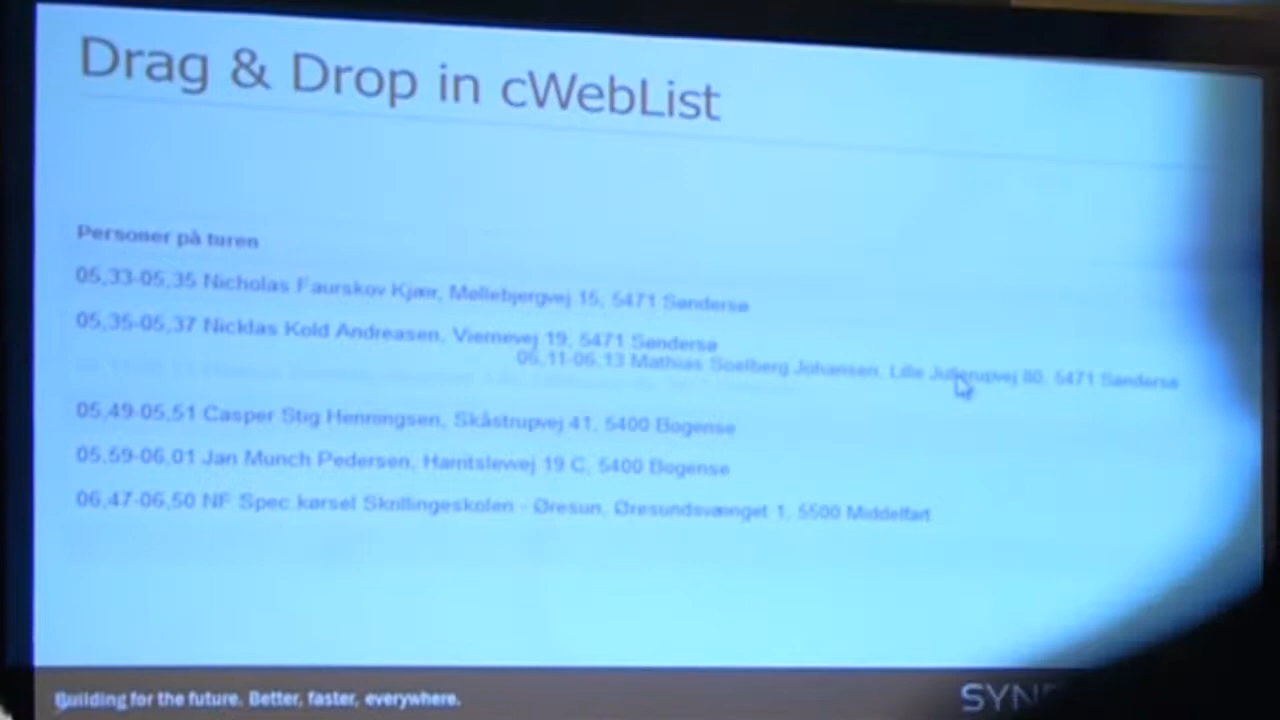 Drag & Drop in cWebList
Personer på turen
05,33-05,35 Nicholas Faurskov Kjær, Møllebjergvej 15, 5471 Søndersø
05,35-05,37 Nicklas Kold Andreasen, Viernevej 19, 5471 Søndersø
06,11-06,13 Mathias Soelberg Johansen, Lille 80, 5471 Søndersø
05,49-05,51 Casper Stig Henningsen, Skåstrupvej 41, 5400 Bogense
05,59-06,01 Jan Munch Pedersen, 19 C, 5400 Bogense
06,47-06,50 NF Spec.kørsel Skrillingeskolen - Øresun, Øresundsvænget 1, 5500 Middelfart
Building for the future. Better, faster, everywhere.
SYN